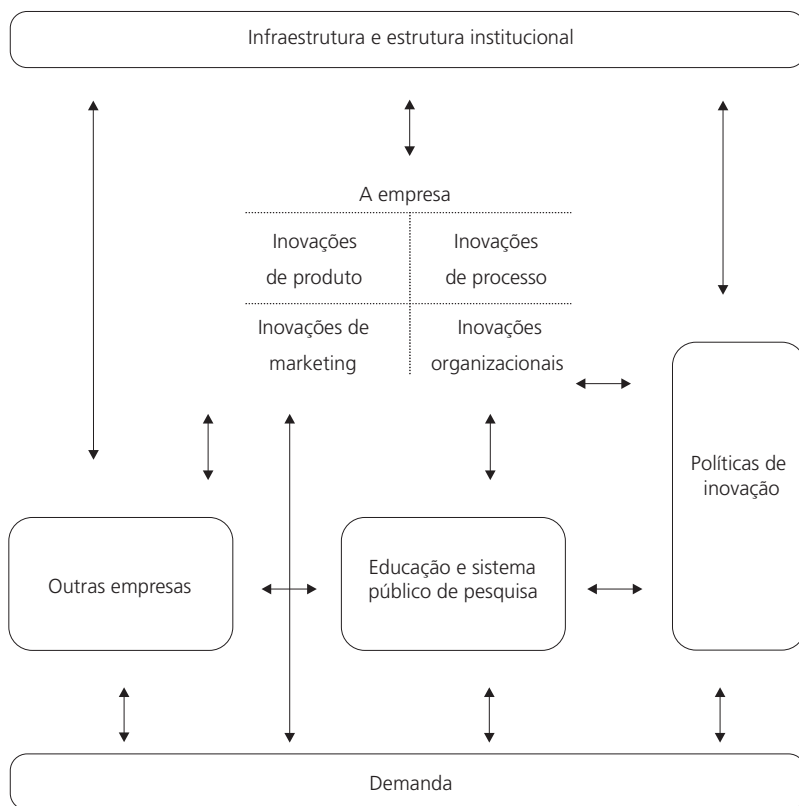 Infraestrutura e estrutura institucional
A empresa
Inovações
de produto
Inovações
de processo
Inovações de
marketing
Inovações
organizacionais
Políticas de
inovação
Outras empresas
Educação e sistema
público de pesquisa
Demanda